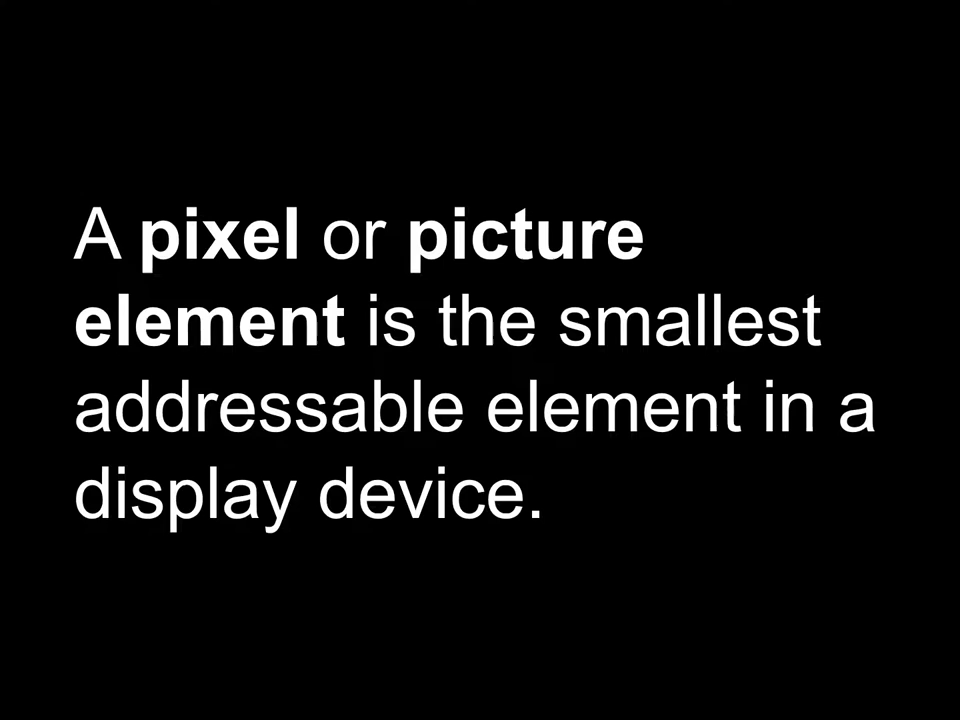 A pixel or picture
element is the smallest
addressable element in a
display device.